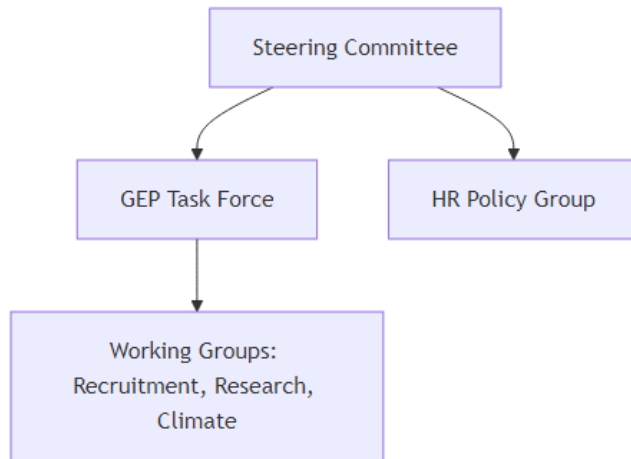 Steering Committee
GEP Task Force
HR Policy Group
Working Groups:
Recruitment, Research,
Climate